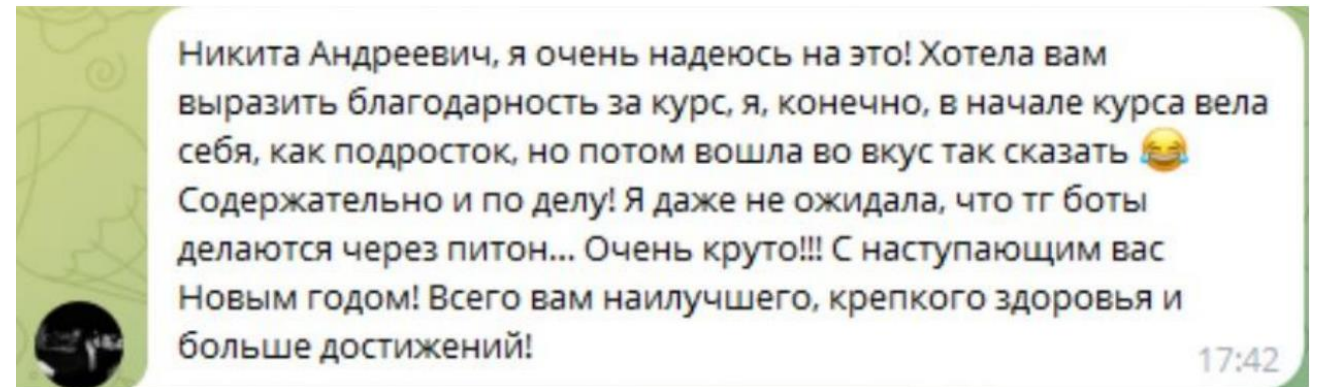 Никита Андреевич, я очень надеюсь на это! Хотела вам
выразить благодарность за курс, я, конечно, в начале курса вела
себя, как подросток, но потом вошла во вкус так сказать 😂
Содержательно и по делу! Я даже не ожидала, что тг боты
делаются через питон... Очень круто!!! С наступающим вас
Новым годом! Всего вам наилучшего, крепкого здоровья и
больше достижений!
17:42